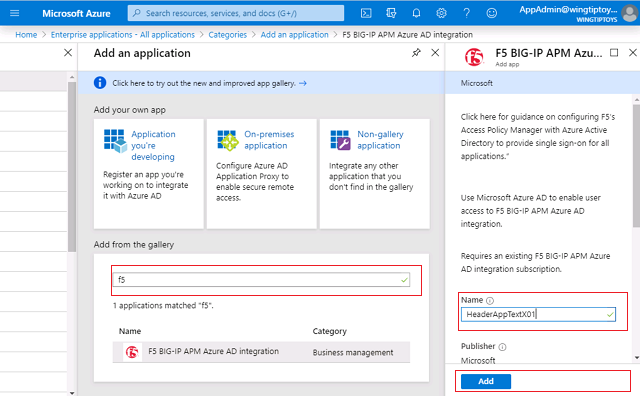 Microsoft Azure
Search resources, services, and docs (G+/)
AppAdmin@wingtiptoy...
WINGTIPTOYS
Home > Enterprise applications - All applications > Categories > Add an application > F5 BIG-IP APM Azure AD integration
Add an application
Click here to try out the new and improved app gallery. →
Add your own app
Application
you're
developing
Register an app you're
working on to integrate
it with Azure AD
On-premises
application
Configure Azure AD
Application Proxy to
enable secure remote
access.
Non-gallery
application
Integrate any other
application that you
don't find in the gallery
Add from the gallery
f5
1 applications matched "f5".
Name Category
F5 BIG-IP APM Azure AD integration Business management
F5 BIG-IP APM Azu...
Add app
Microsoft
Click here for guidance on configuring F5's
Access Policy Manager with Azure Active
Directory to provide single sign-on for all
applications."
Use Microsoft Azure AD to enable user
access to F5 BIG-IP APM Azure AD
integration.
Requires an existing F5 BIG-IP APM Azure
AD integration subscription.
Name
HeaderAppTextX01
Publisher
Microsoft
Add